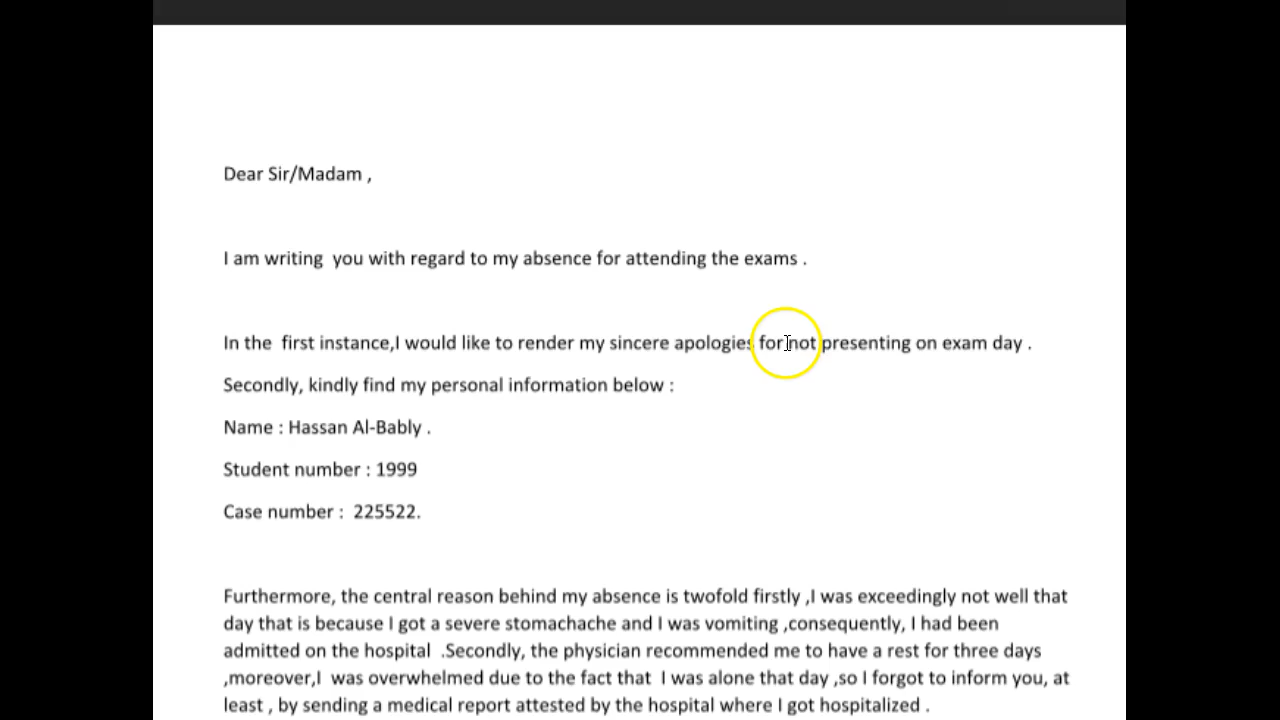 Dear Sir/Madam ,
I am writing  you with regard to my absence for attending the exams .
In the  first instance,I would like to render my sincere apologies for not presenting on exam day .
Secondly, kindly find my personal information below :
Name : Hassan Al-Bably .
Student number : 1999
Case number :  225522.
Furthermore, the central reason behind my absence is twofold firstly ,I was exceedingly not well that
day that is because I got a severe stomachache and I was vomiting ,consequently, I had been
admitted on the hospital  .Secondly, the physician recommended me to have a rest for three days
,moreover,I  was overwhelmed due to the fact that  I was alone that day ,so I forgot to inform you, at
least , by sending a medical report attested by the hospital where I got hospitalized .